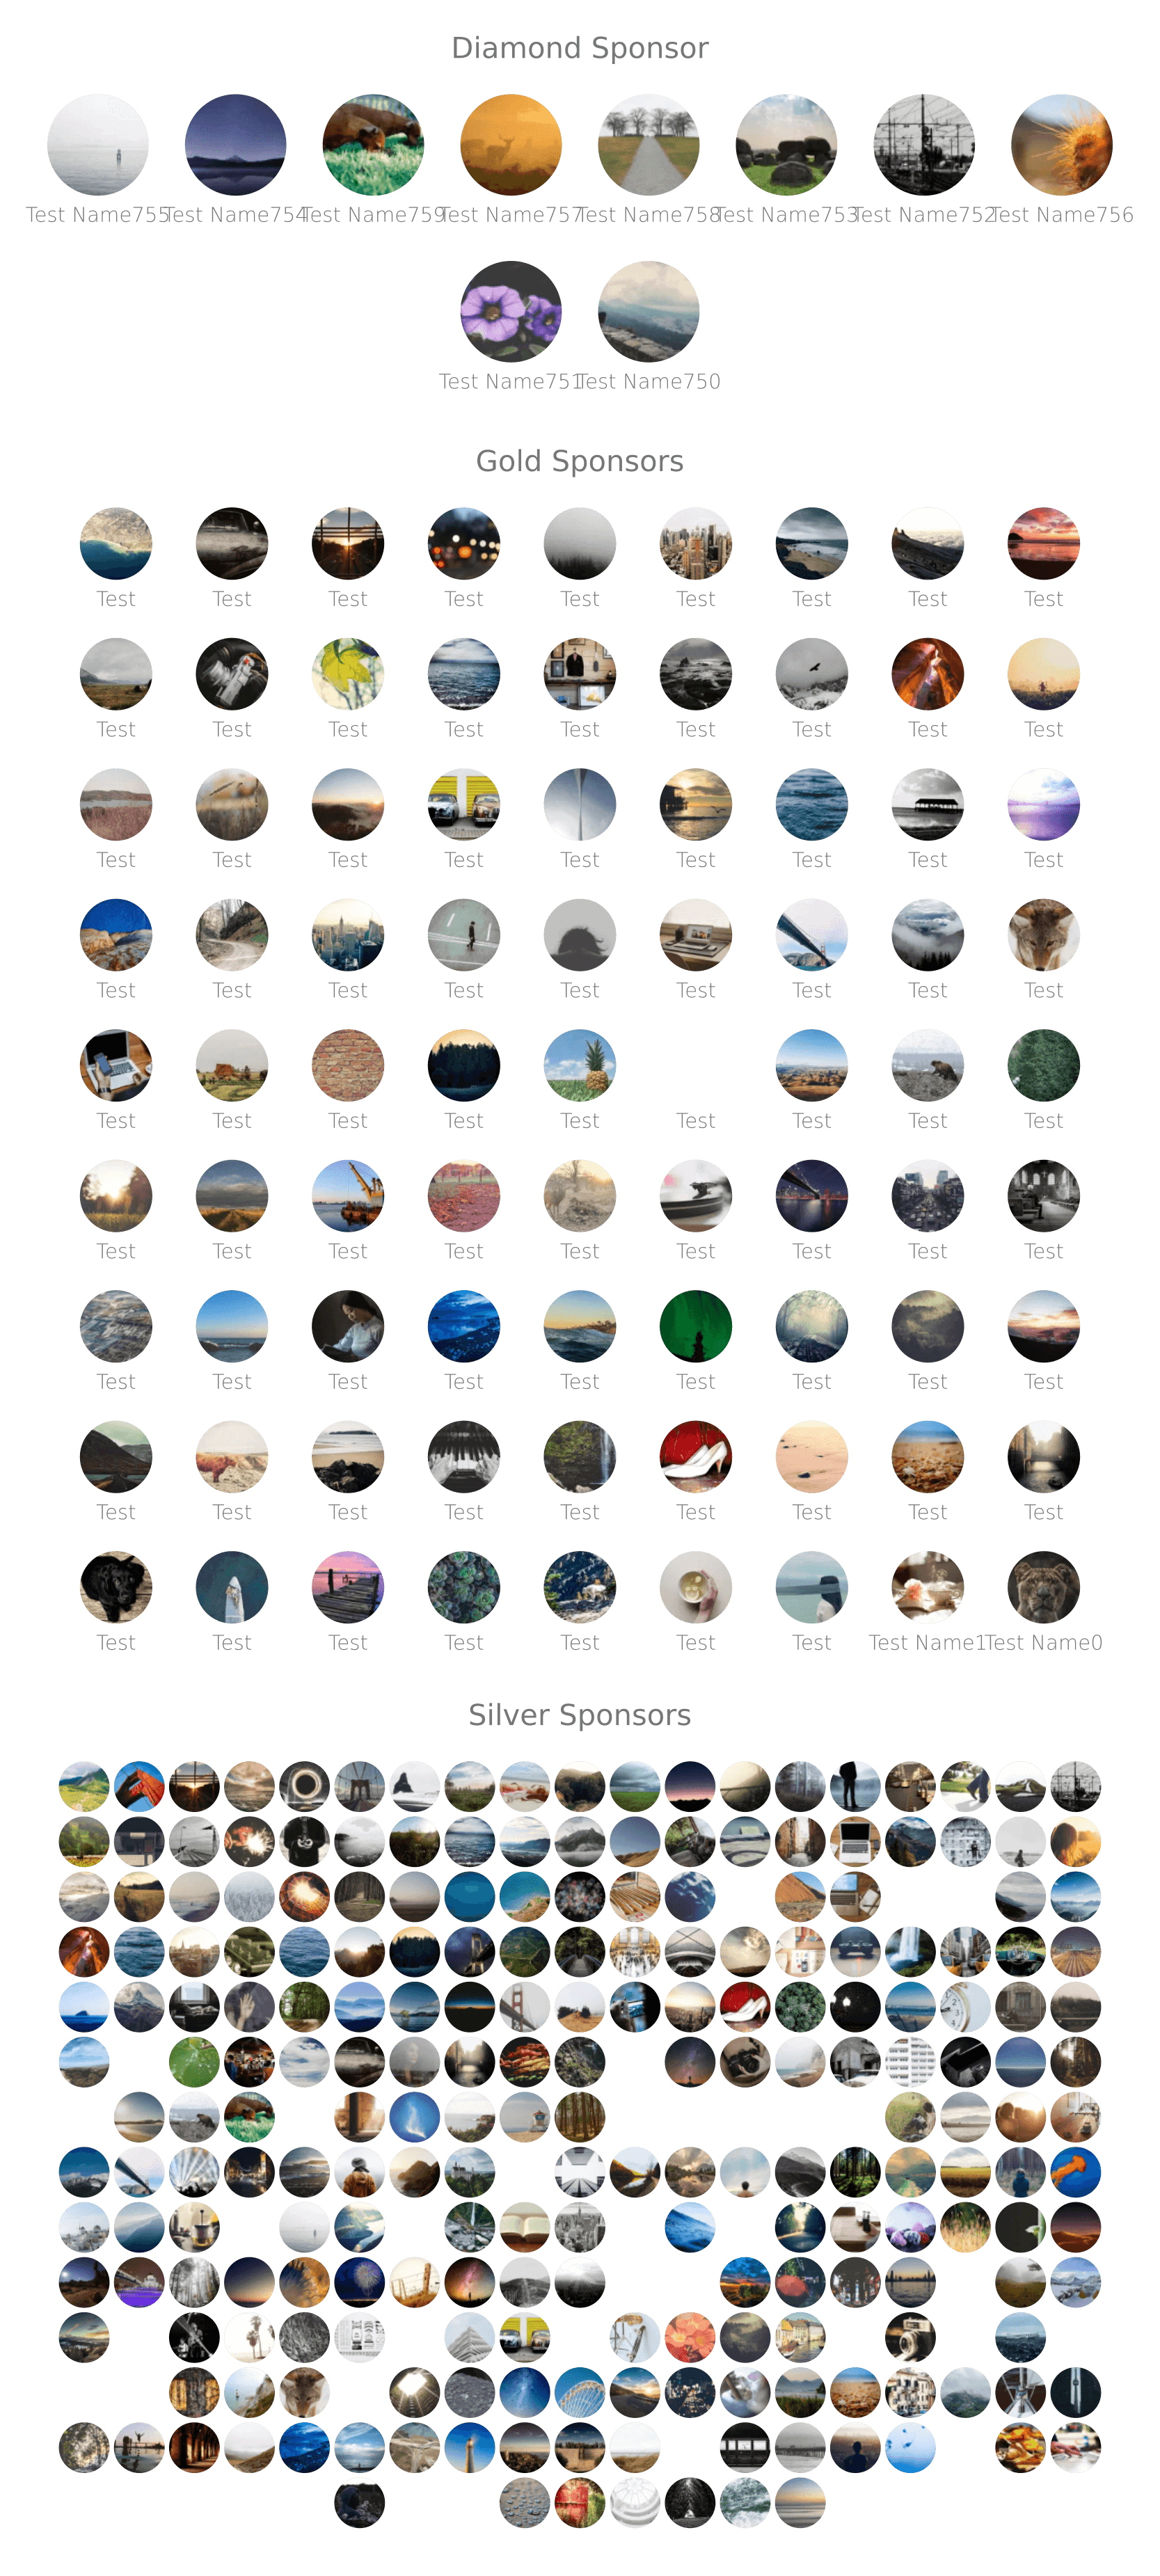 Diamond Sponsor
Test Name755 Test Name754 Test Name759 Test Name757 Test Name758 Test Name753 Test Name752 Test Name756
Test Name751 Test Name750
Gold Sponsors
Test Test Test Test Test Test Test Test Test
Test Test Test Test Test Test Test Test Test
Test Test Test Test Test Test Test Test Test
Test Test Test Test Test Test Test Test Test
Test Test Test Test Test Test Test Test Test
Test Test Test Test Test Test Test Test Test
Test Test Test Test Test Test Test Test Test
Test Test Test Test Test Test Test Test Test
Test Test Test Test Test Test Test Test Name1 Test Name0
Silver Sponsors